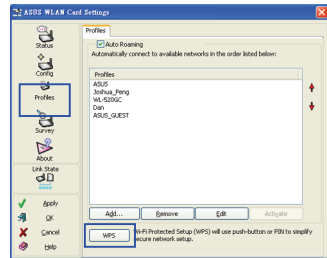 ASUS WLAN Card Settings
Status
Config
Profiles
Survey
About
Link State
Apply
OK
Cancel
Help
Profiles
Auto Roaming
Automatically connect to available networks in the order listed below:
Profiles
ASUS
Joshua_Peng
WL-520GC
Dan
ASUS_GUEST
Add...
Remove
Edit
Activate
WPS
Wi-Fi Protected Setup (WPS) will use push-button or PIN to simplify
secure network setup.